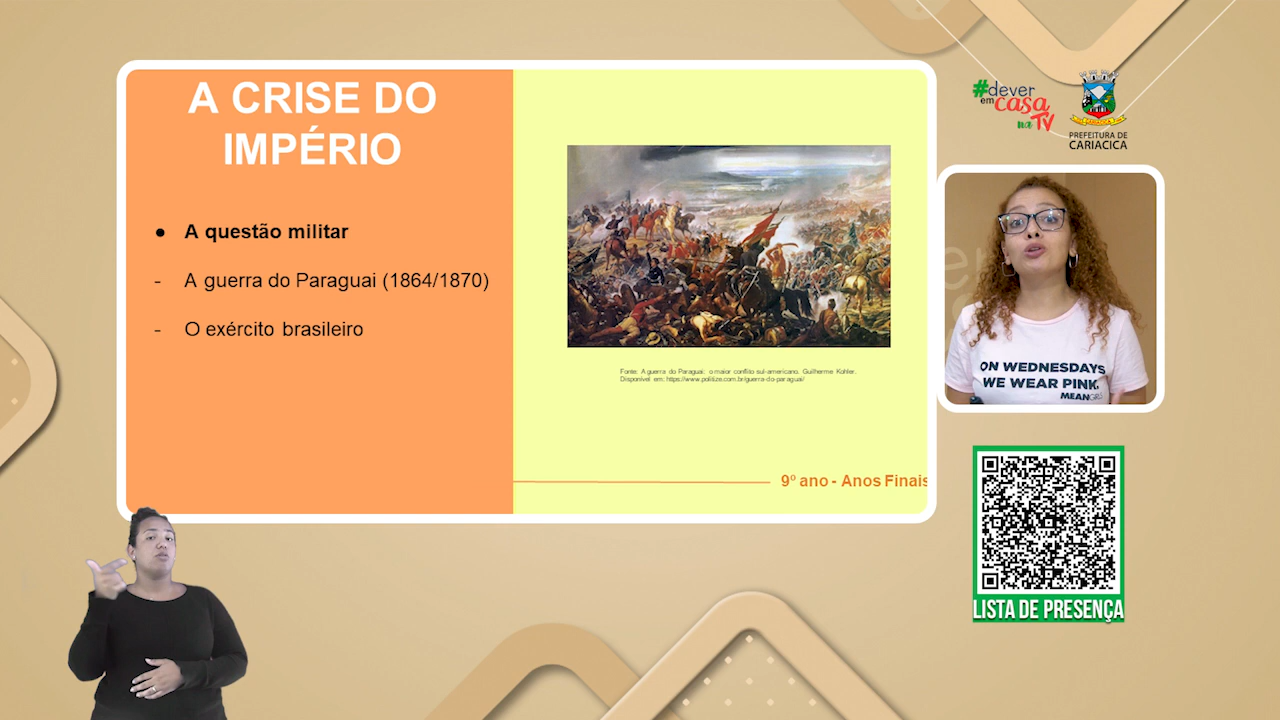 A CRISE DO
IMPÉRIO
● A questão militar
- A guerra do Paraguai (1864/1870)
- O exército brasileiro
Fonte: A guerra do Paraguai: o maior conflito sul-americano. Guilherme Kohler.
Disponível em: https://www.politize.com.br/guerra-do-paraguai/
9º ano - Anos Finais
#dever
em casa
na TV
PREFEITURA DE
CARIACICA
ON WEDNESDAYS
WE WEAR PINK.
MEAN GIRL
LISTA DE PRESENÇA